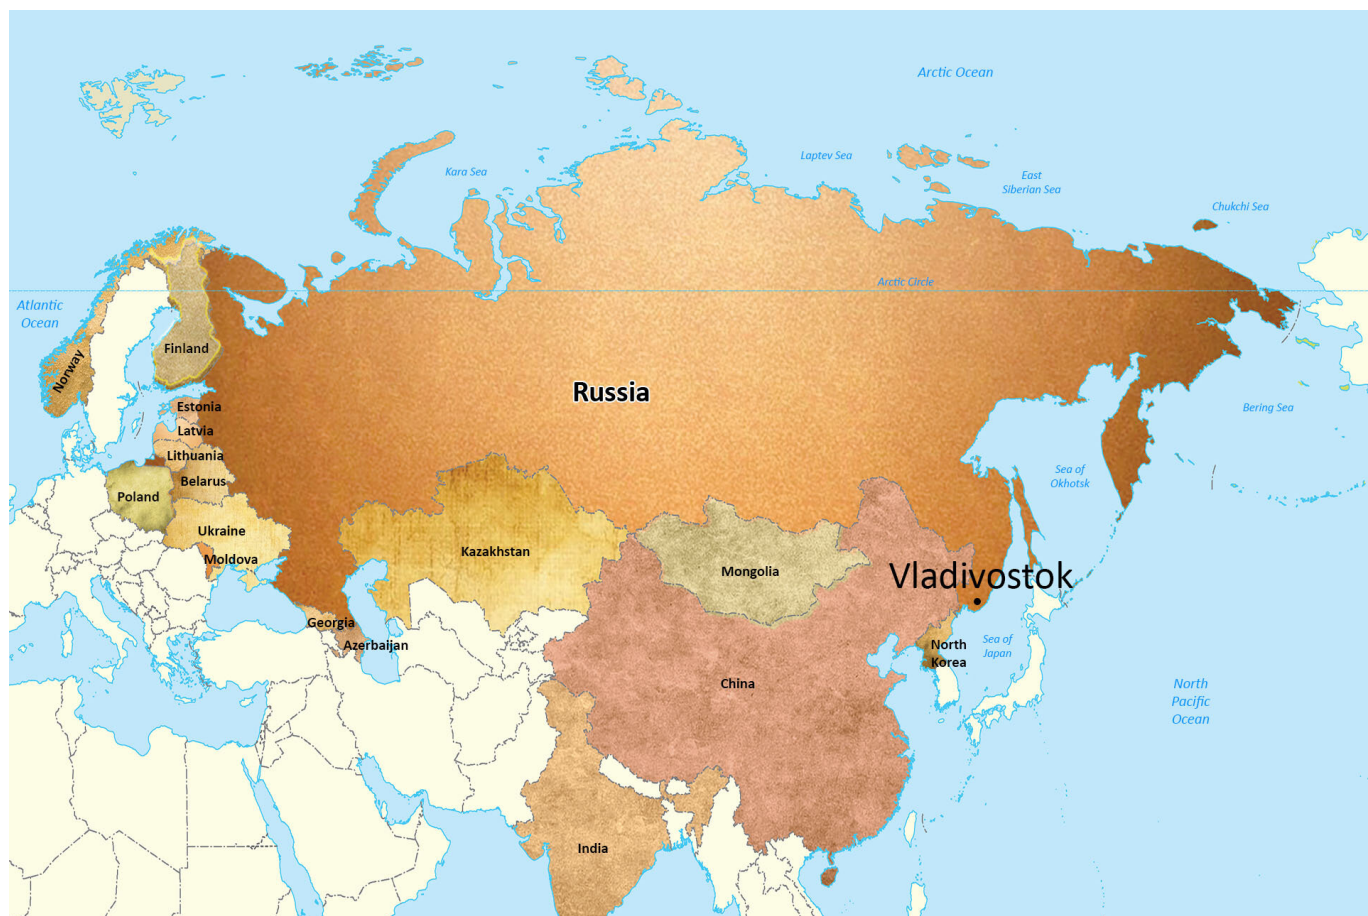 Arctic Ocean
Laptev Sea
Kara Sea
East
Siberian Sea
Chukchi Sea
Arctic Circle
Atlantic
Ocean
Finland
Norway
Russia
Estonia
Latvia
Lithuania
Belarus
Poland
Bering Sea
Sea of
Okhotsk
Ukraine
Moldova
Kazakhstan
Mongolia
Vladivostok
Georgia
Azerbaijan
North
Korea
Sea of
Japan
China
North
Pacific
Ocean
India